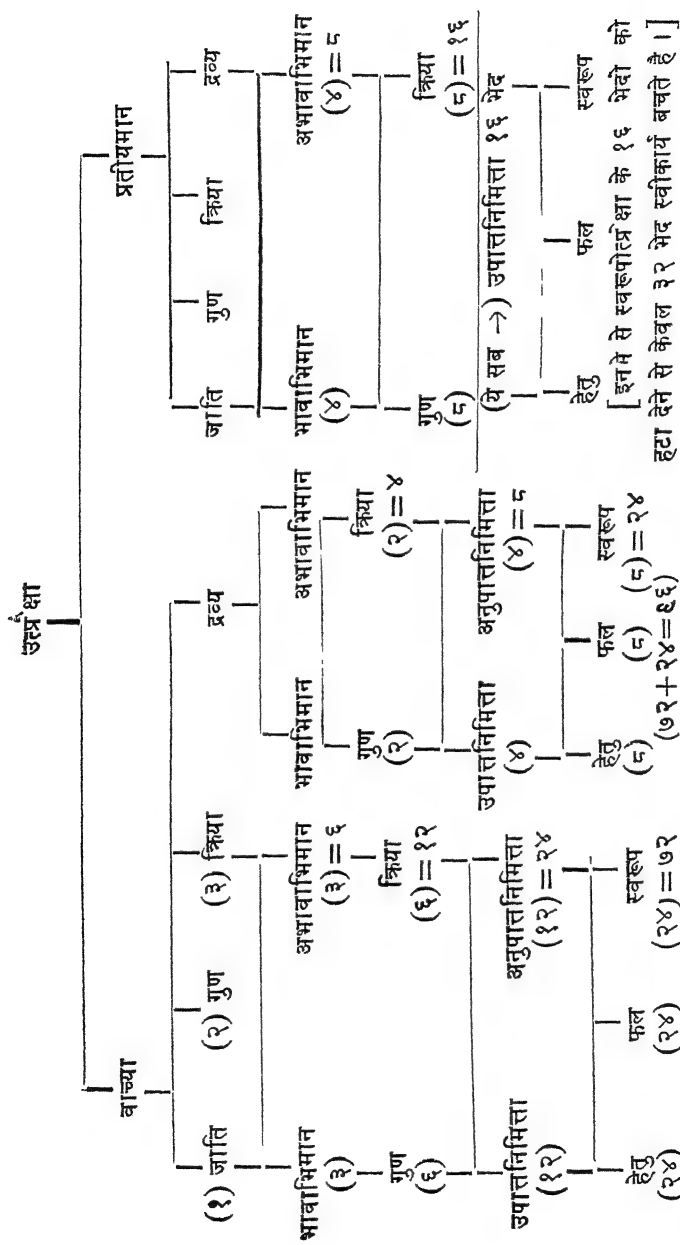 उत्प्रेक्षा
वाच्या प्रतीयमान
(१) जाति (२) गुण (३) क्रिया द्रव्य जाति गुण क्रिया द्रव्य
भावाभिमान (३) अभावाभिमान (३) = ६ भावाभिमान अभावाभिमान भावाभिमान (४) अभावाभिमान (४) = ८
गुण (६) क्रिया (६) = १२ गुण (२) क्रिया (२) = ४ गुण (८) क्रिया (८) = १६
उपात्तनिमित्ता (१२) अनुपात्तनिमित्ता (१२) = २४ उपात्तनिमित्ता (४) अनुपात्तनिमित्ता (४) = ८ (ये सब →) उपात्तनिमित्ता १६ भेद
हेतु (२४) फल (२४) स्वरूप (२४) = ७२ हेतु (८) फल (८) स्वरूप (८) = २४ हेतु फल स्वरूप
(७२ + २४ = ९६)
[इनमे से स्वरूपोत्प्रेक्षा के १६ भेदो को
हटा देने से केवल ३२ भेद स्वीकार्य बचते है ।]